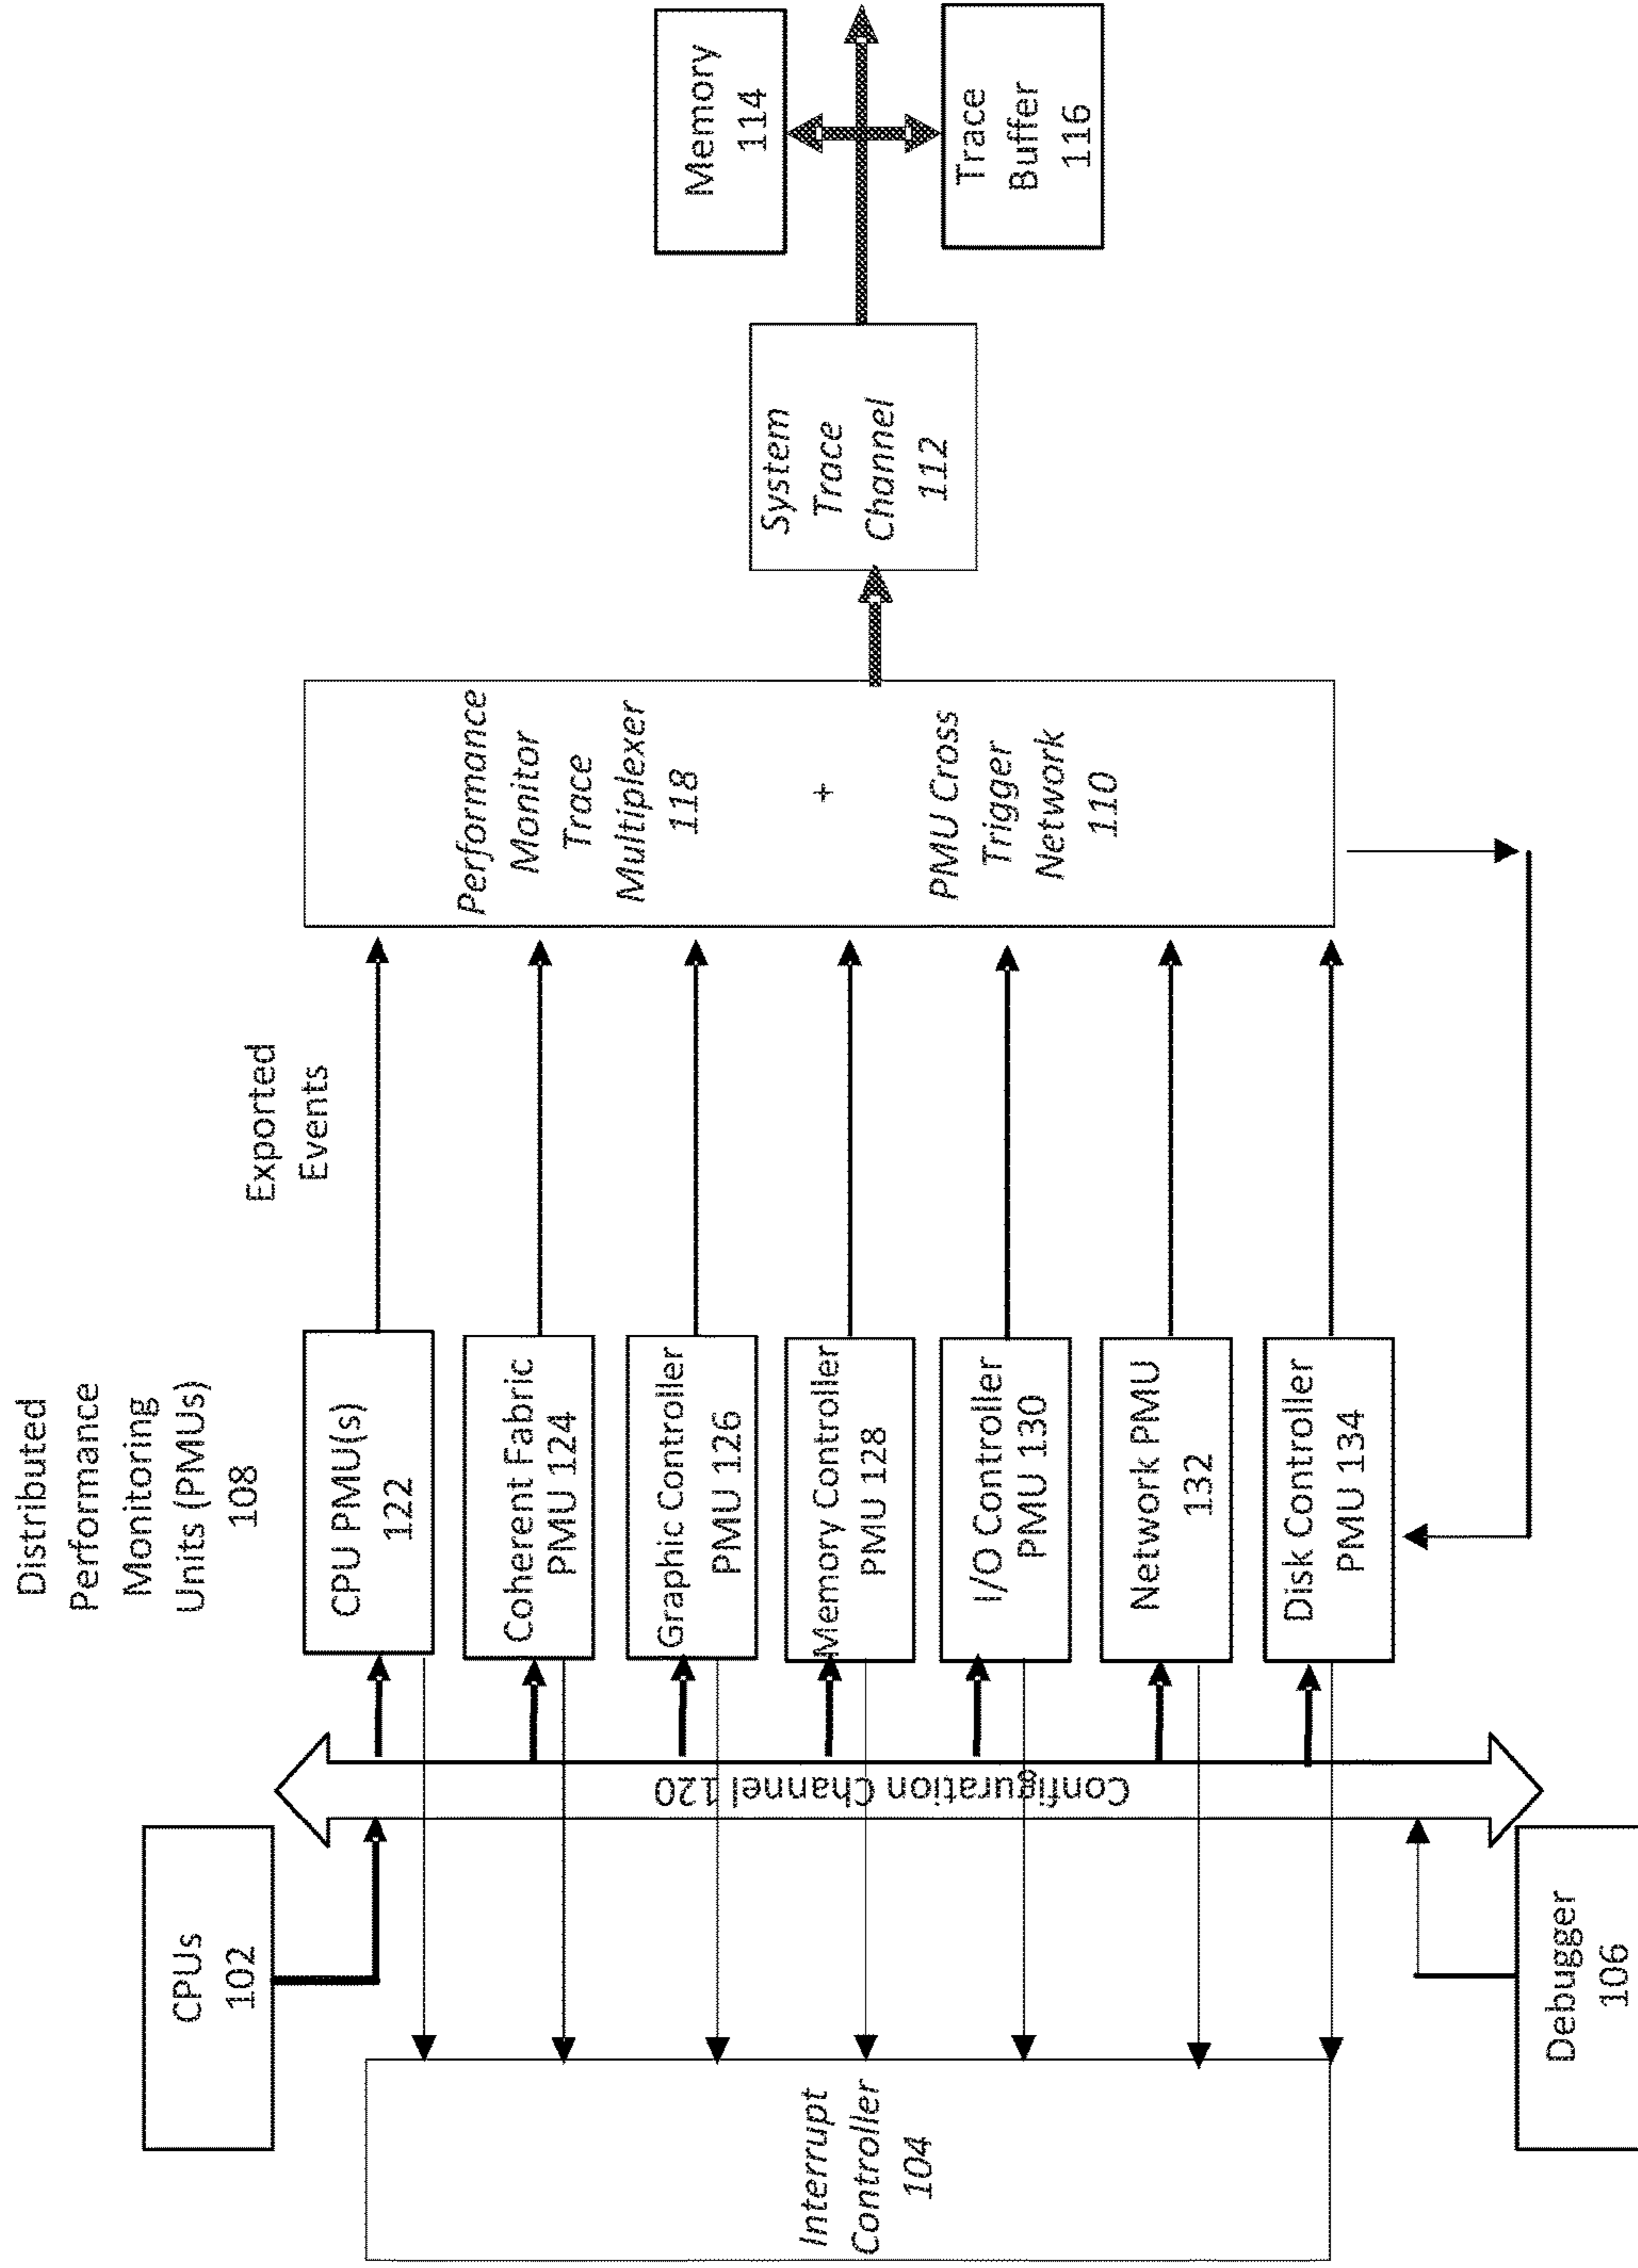 Distributed
Performance
Monitoring
Units (PMUs)
108
Exported
Events
CPUs
102
Interrupt
Controller
104
Debugger
106
Configuration Channel 120
CPU PMU(s)
122
Coherent Fabric
PMU 124
Graphic Controller
PMU 126
Memory Controller
PMU 128
I/O Controller
PMU 130
Network PMU
132
Disk Controller
PMU 134
Performance
Monitor
Trace
Multiplexer
118
+
PMU Cross
Trigger
Network
110
System
Trace
Channel
112
Memory
114
Trace
Buffer
116